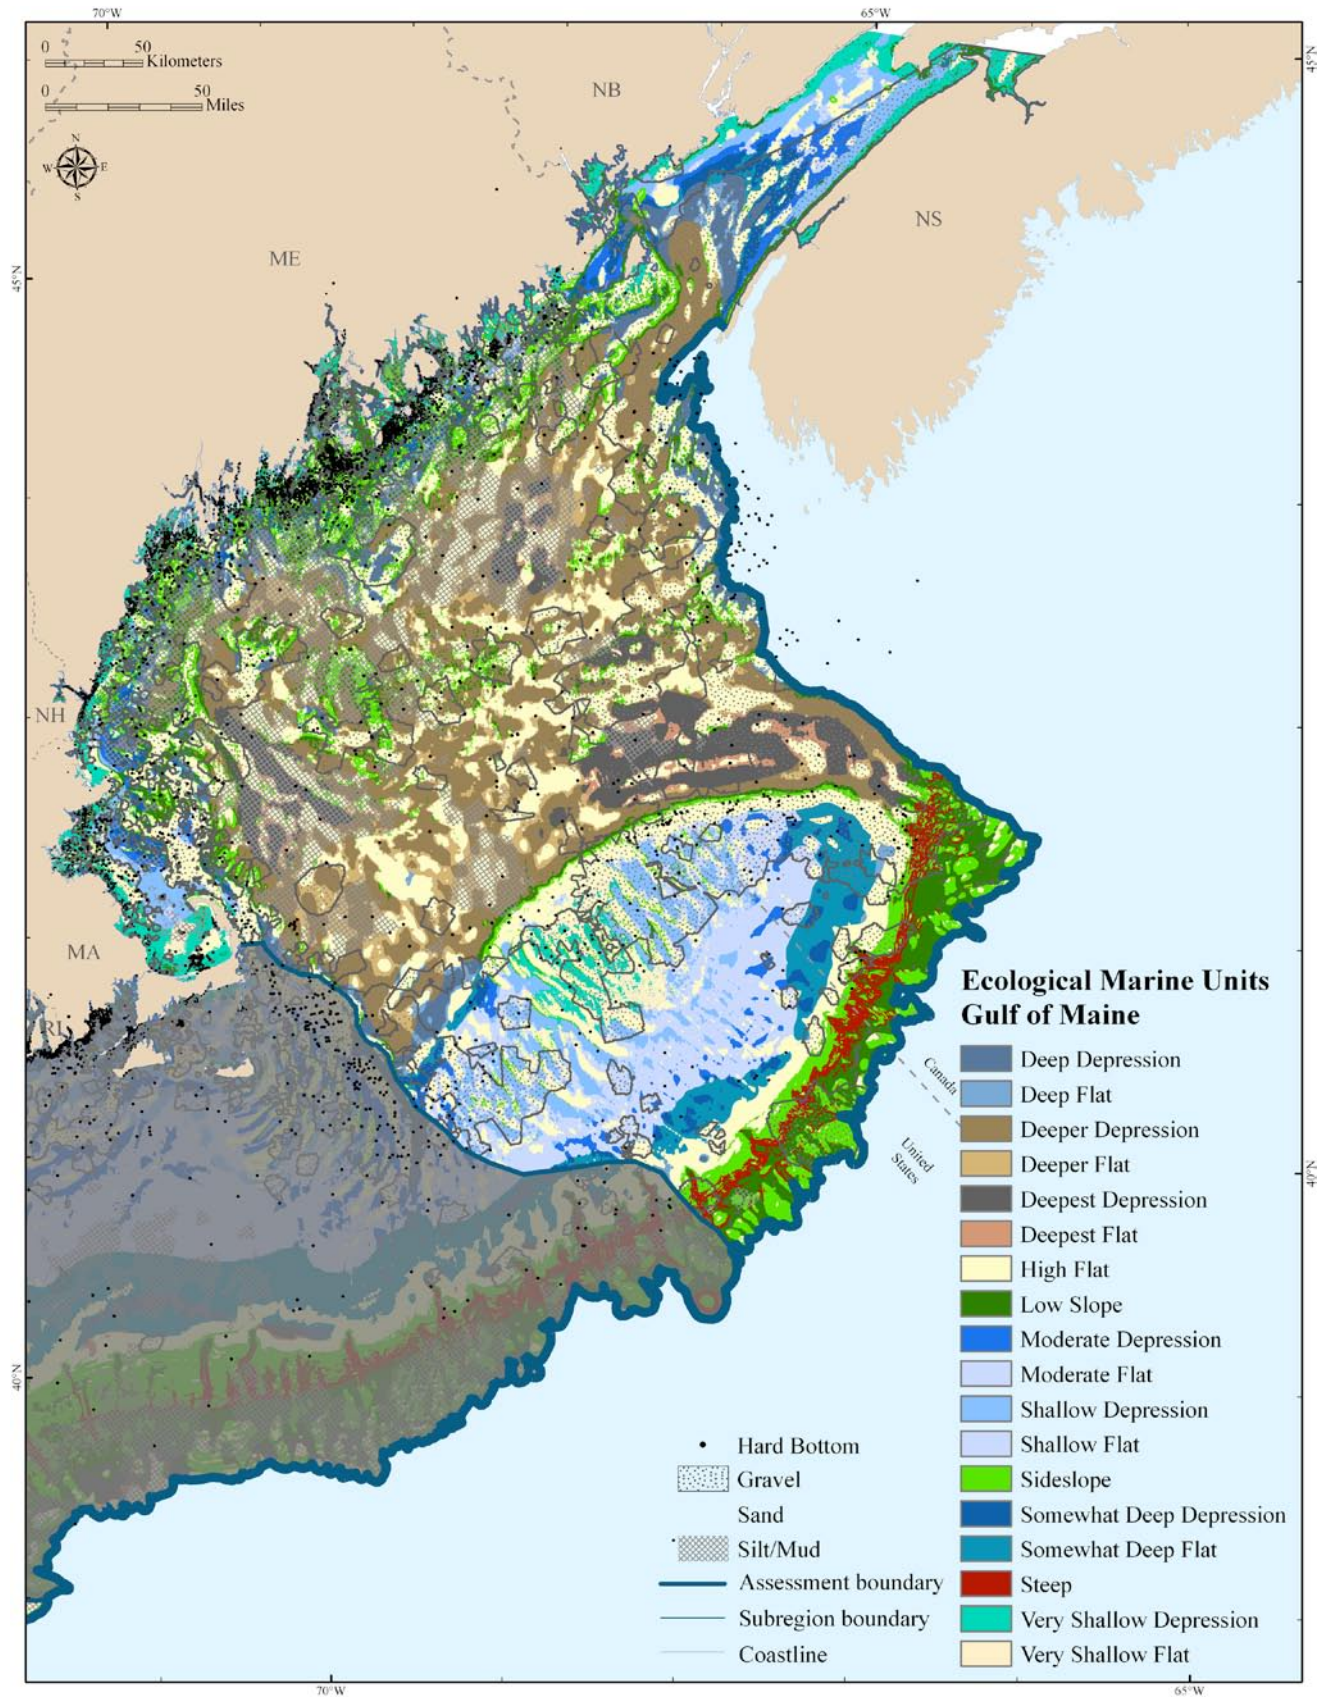 70°W
65°W
0 50
Kilometers
0 50
Miles
N
W E
S
45°N
45°N
NB
NS
ME
NH
MA
RI
Canada
United
States
40°N
40°N
Ecological Marine Units
Gulf of Maine
Deep Depression
Deep Flat
Deeper Depression
Deeper Flat
Deepest Depression
Deepest Flat
High Flat
Low Slope
Moderate Depression
Moderate Flat
Shallow Depression
Shallow Flat
Sideslope
Somewhat Deep Depression
Somewhat Deep Flat
Steep
Very Shallow Depression
Very Shallow Flat
Hard Bottom
Gravel
Sand
Silt/Mud
Assessment boundary
Subregion boundary
Coastline
70°W
65°W